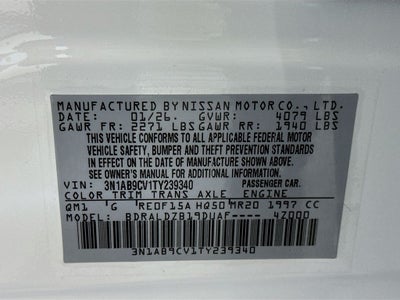 MANUFACTURED BY NISSAN MOTOR CO., LTD.
DATE: 01/26. GVWR: 4079 LBS
GAWR FR: 2271 LBS GAWR RR: 1940 LBS
THIS VEHICLE CONFORMS TO ALL APPLICABLE FEDERAL MOTOR
VEHICLE SAFETY, BUMPER AND THEFT PREVENTION STANDARDS
IN EFFECT ON THE DATE OF MANUFACTURE SHOWN ABOVE.
SEE OWNER'S MANUAL FOR ADDITIONAL INFORMATION
VIN: 3N1AB9CV1TY239340 PASSENGER CAR.
COLOR TRIM TRANS AXLE ENGINE
QM1 G RE0F15A HQ50 MR20 1997 CC
MODEL: BDRALDZB19DUAF---- 4Z000
3N1AB9CV1TY239340